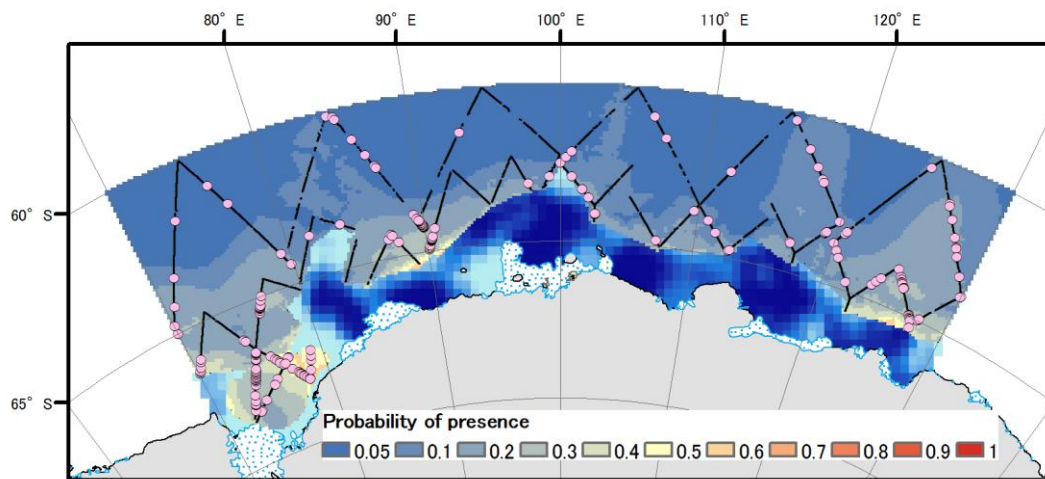 80° E 90° E 100° E 110° E 120° E
60° S
65° S
Probability of presence
0.05 0.1 0.2 0.3 0.4 0.5 0.6 0.7 0.8 0.9 1